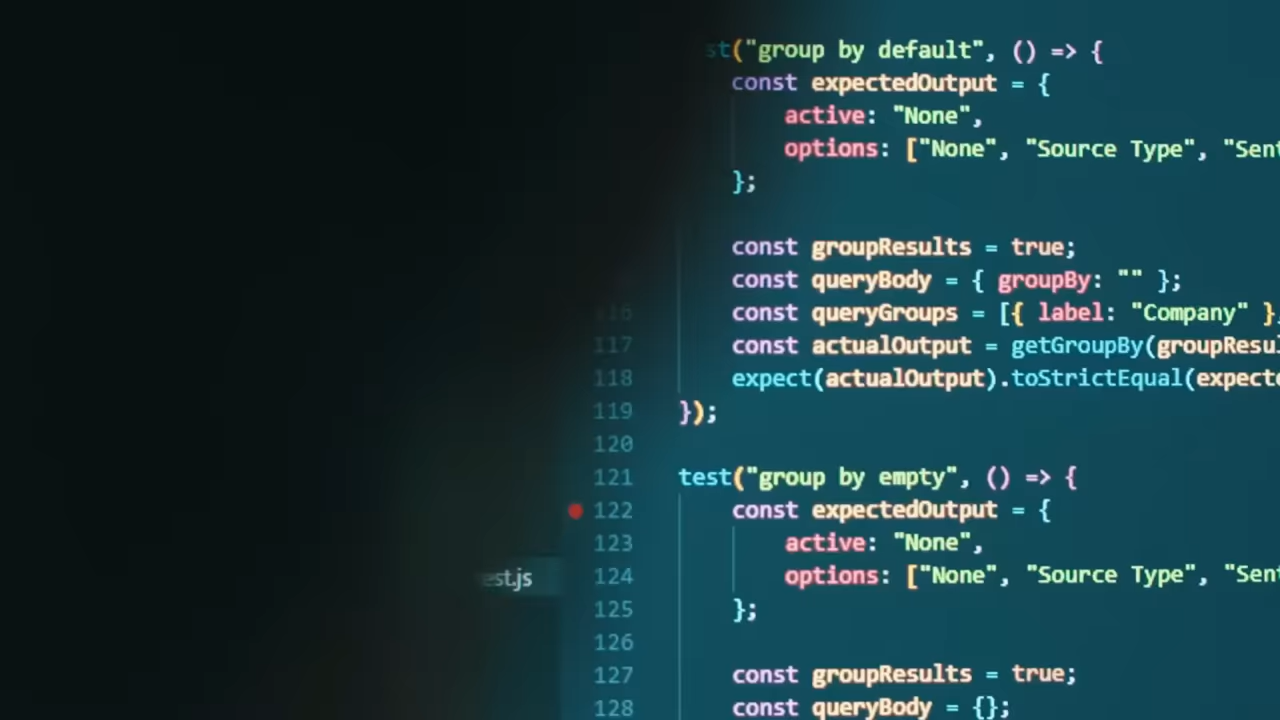 st("group by default", () => {
const expectedOutput = {
active: "None",
options: ["None", "Source Type", "Sent
};
const groupResults = true;
const queryBody = { groupBy: "" };
116 const queryGroups = [{ label: "Company" }
117 const actualOutput = getGroupBy(groupResul
118 expect(actualOutput).toStrictEqual(expecte
119 });
120
121 test("group by empty", () => {
122 const expectedOutput = {
123 active: "None",
est.js
124 options: ["None", "Source Type", "Sent
125 };
126
127 const groupResults = true;
128 const queryBody = {};